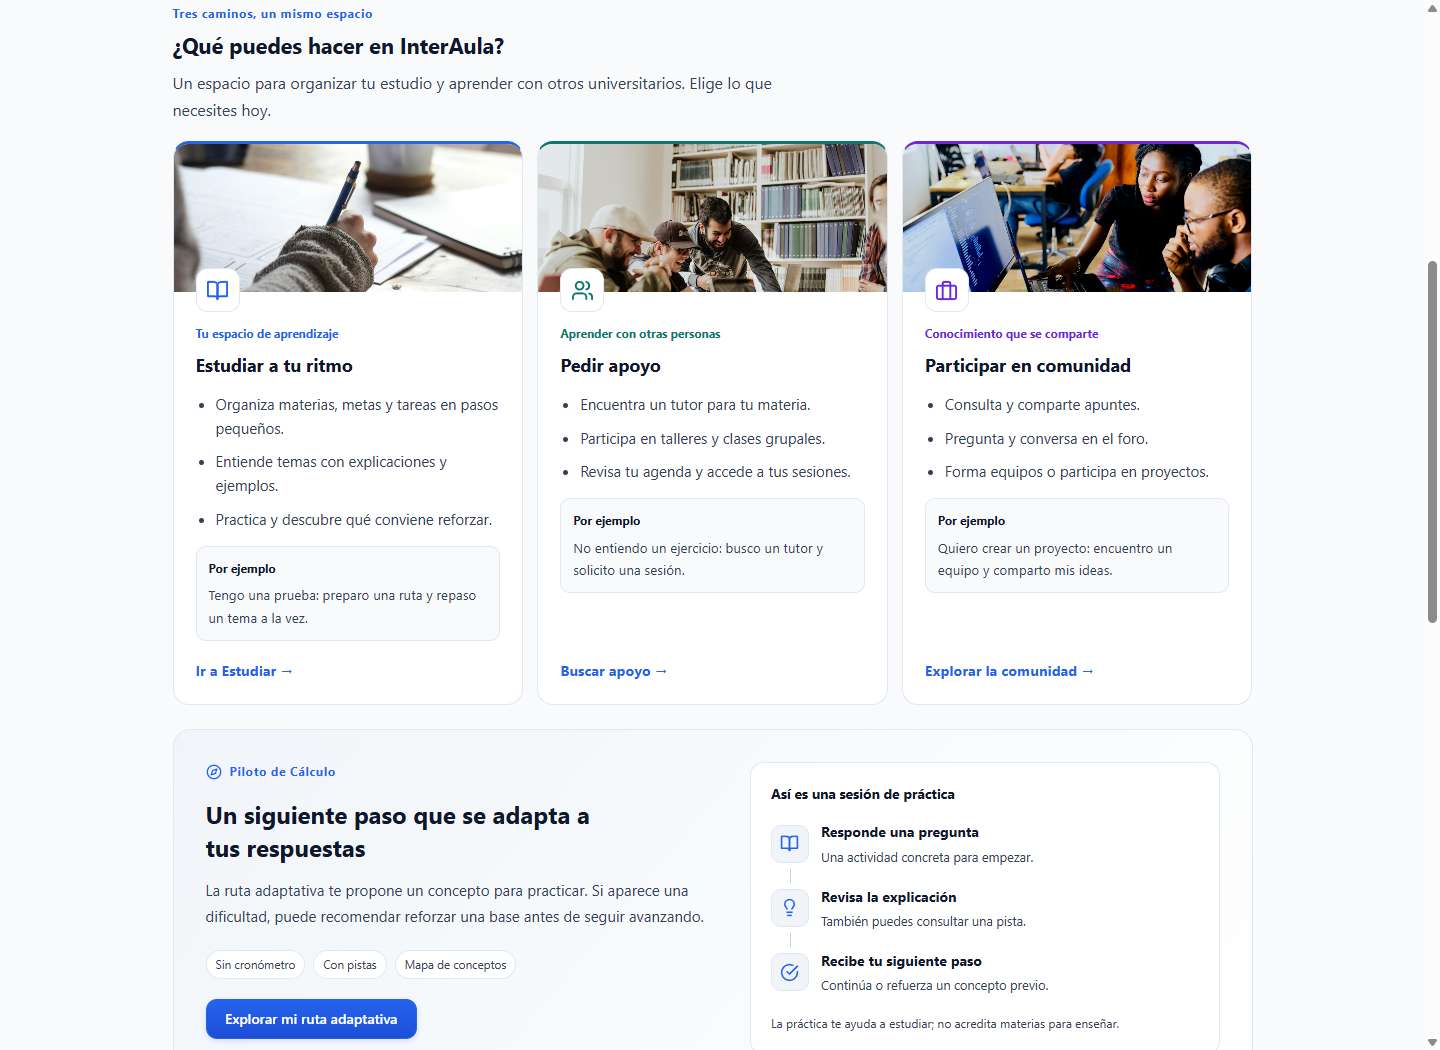 Tres caminos, un mismo espacio
¿Qué puedes hacer en InterAula?
Un espacio para organizar tu estudio y aprender con otros universitarios. Elige lo que
necesites hoy.
Tu espacio de aprendizaje
Estudiar a tu ritmo
• Organiza materias, metas y tareas en pasos
pequeños.
• Entiende temas con explicaciones y
ejemplos.
• Practica y descubre qué conviene reforzar.
Por ejemplo
Tengo una prueba: preparo una ruta y repaso
un tema a la vez.
Ir a Estudiar →
Aprender con otras personas
Pedir apoyo
• Encuentra un tutor para tu materia.
• Participa en talleres y clases grupales.
• Revisa tu agenda y accede a tus sesiones.
Por ejemplo
No entiendo un ejercicio: busco un tutor y
solicito una sesión.
Buscar apoyo →
Conocimiento que se comparte
Participar en comunidad
• Consulta y comparte apuntes.
• Pregunta y conversa en el foro.
• Forma equipos o participa en proyectos.
Por ejemplo
Quiero crear un proyecto: encuentro un
equipo y comparto mis ideas.
Explorar la comunidad →
Piloto de Cálculo
Un siguiente paso que se adapta a
tus respuestas
La ruta adaptativa te propone un concepto para practicar. Si aparece una
dificultad, puede recomendar reforzar una base antes de seguir avanzando.
Sin cronómetro
Con pistas
Mapa de conceptos
Explorar mi ruta adaptativa
Así es una sesión de práctica
Responde una pregunta
Una actividad concreta para empezar.
Revisa la explicación
También puedes consultar una pista.
Recibe tu siguiente paso
Continúa o refuerza un concepto previo.
La práctica te ayuda a estudiar; no acredita materias para enseñar.